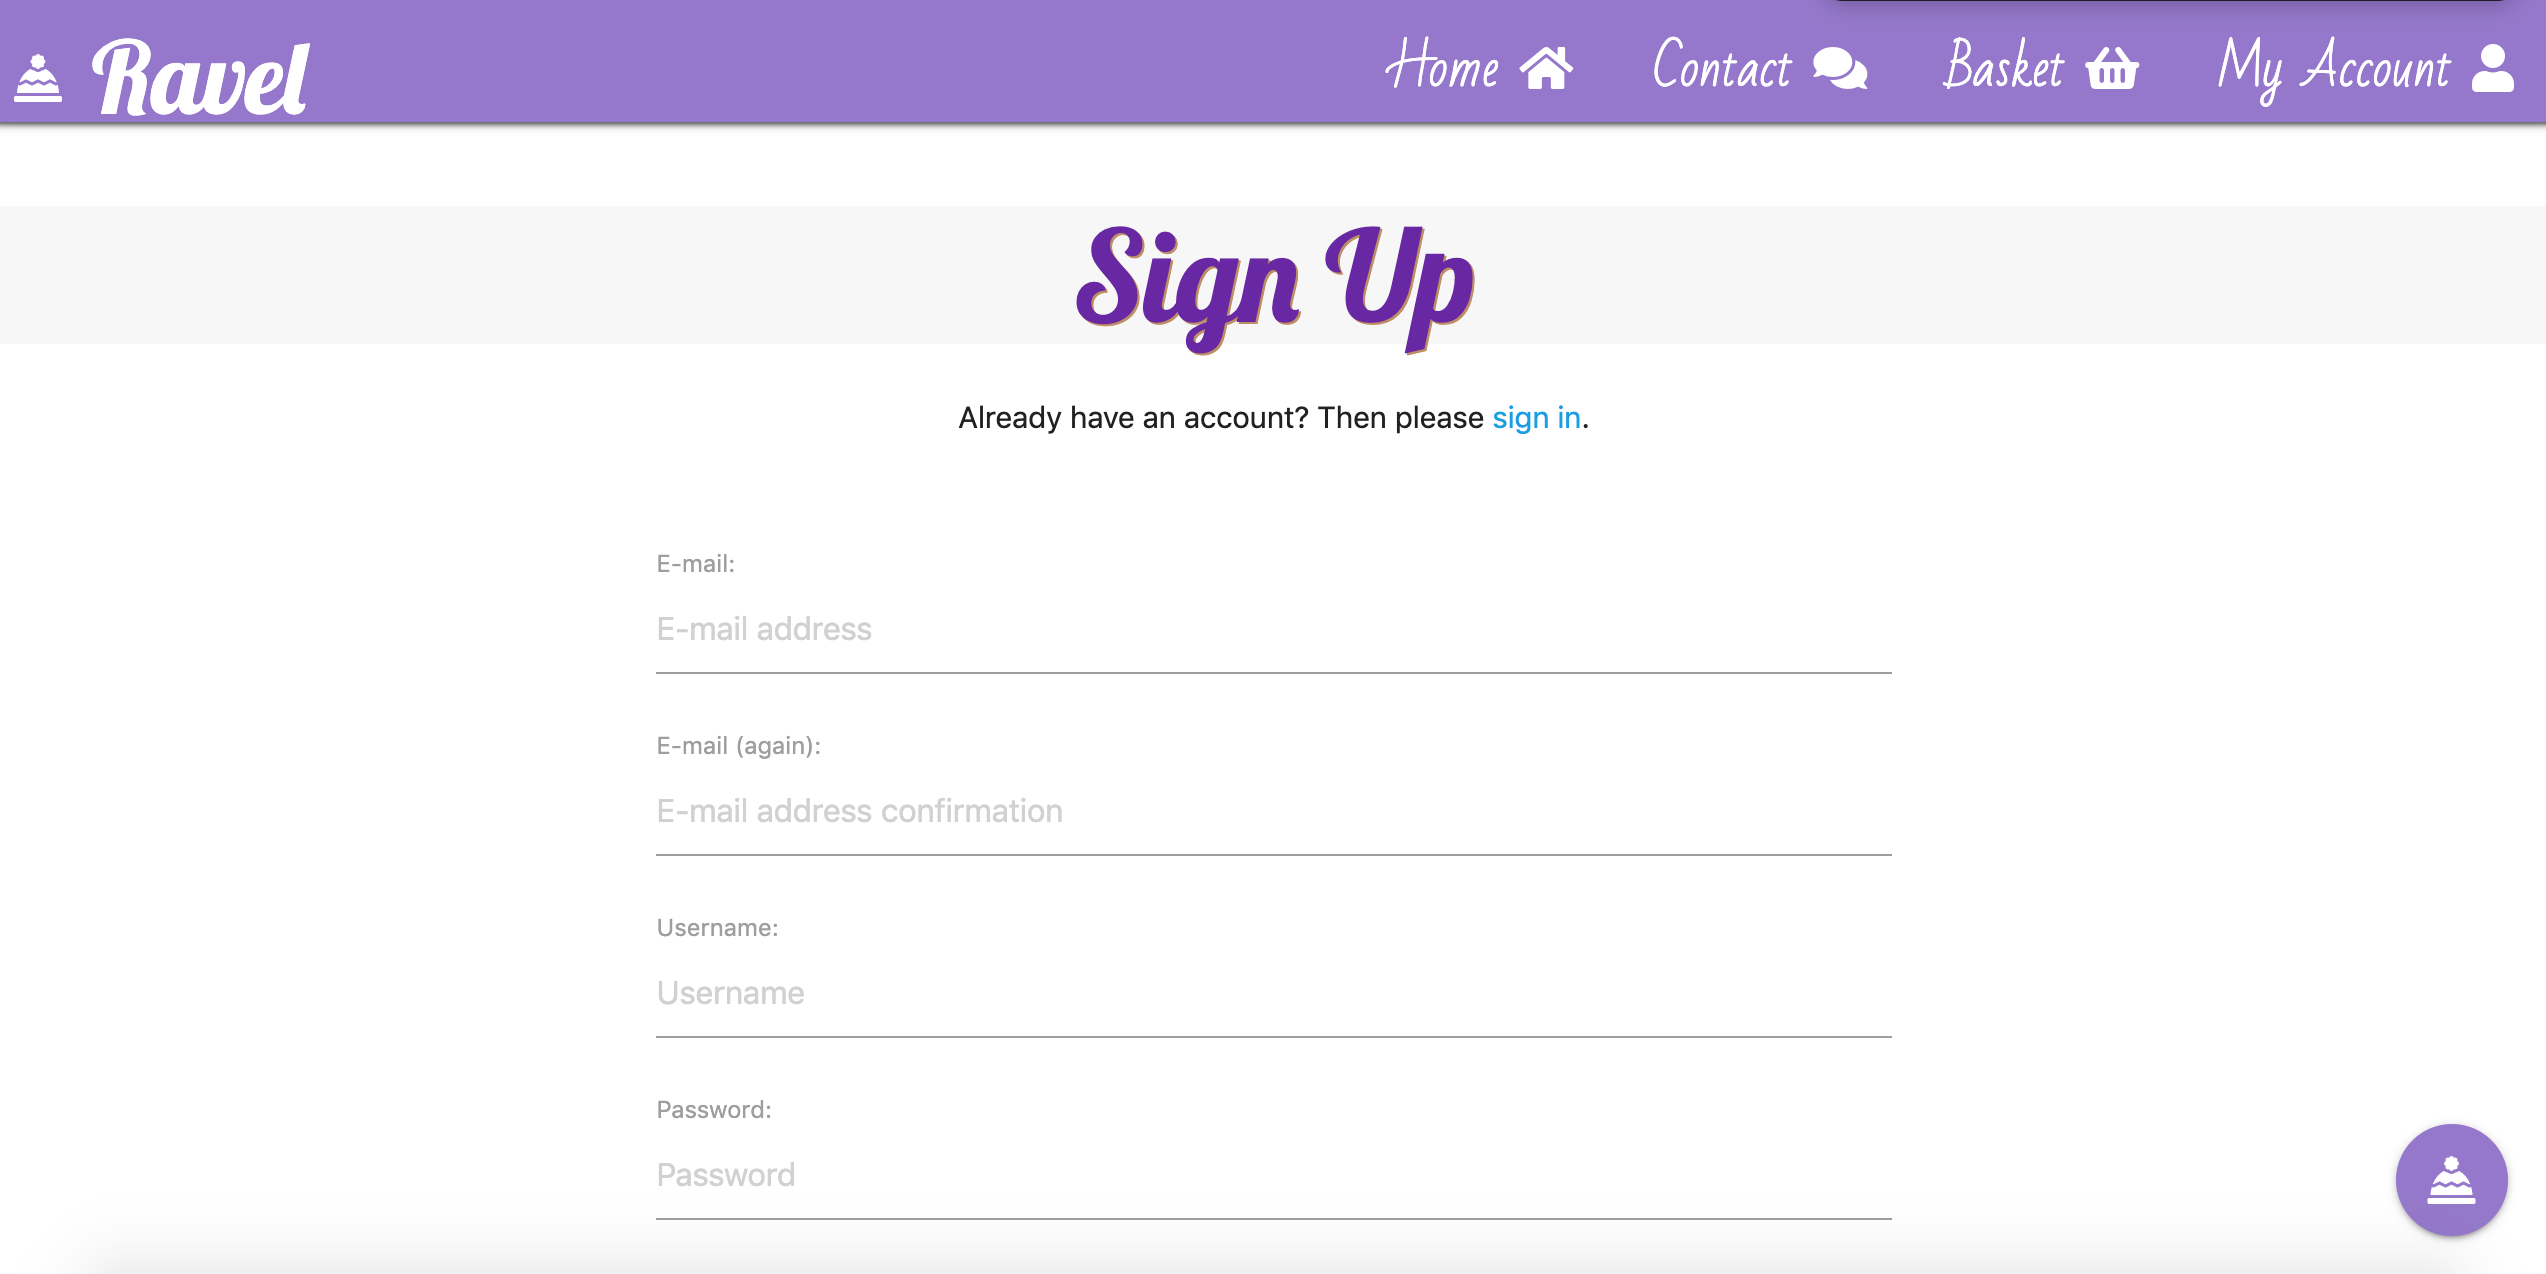 Ravel Home Contact Basket My Account
Sign Up
Already have an account? Then please sign in.
E-mail:
E-mail address
E-mail (again):
E-mail address confirmation
Username:
Username
Password:
Password